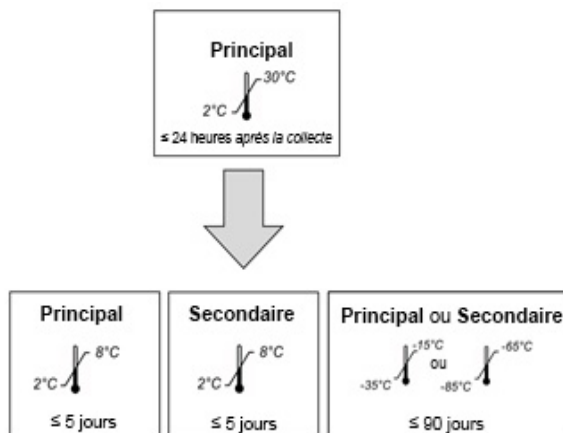 Principal
30°C
2°C
≤ 24 heures après la collecte
Principal
8°C
2°C
≤ 5 jours
Secondaire
8°C
2°C
≤ 5 jours
Principal ou Secondaire
-15°C
-35°C
ou
-65°C
-85°C
≤ 90 jours